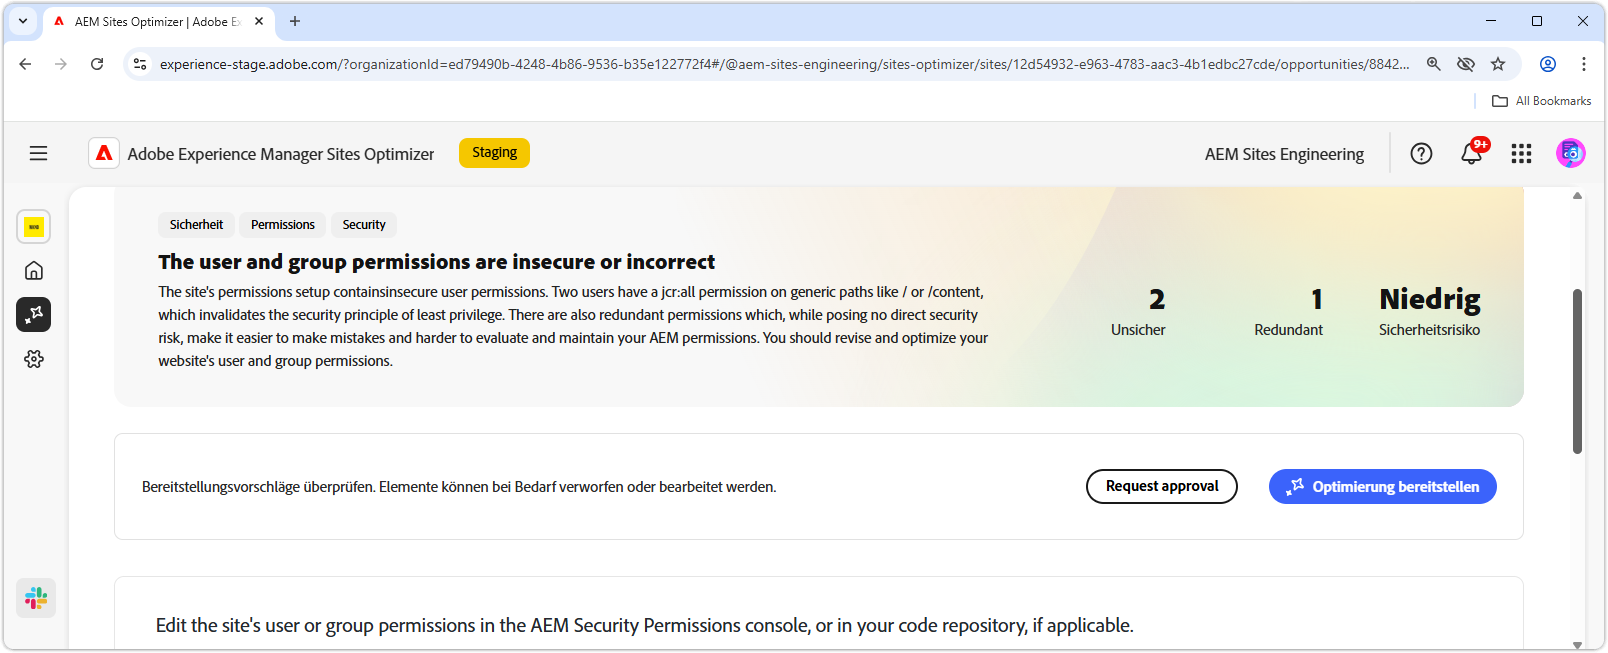 AEM Sites Optimizer | Adobe Ex
experience-stage.adobe.com/?organizationId=ed79490b-4248-4b86-9536-b35e122772f4#/@aem-sites-engineering/sites-optimizer/sites/12d54932-e963-4783-aac3-4b1edbc27cde/opportunities/8842...
All Bookmarks
Adobe Experience Manager Sites Optimizer
Staging
AEM Sites Engineering
9+
Sicherheit
Permissions
Security
The user and group permissions are insecure or incorrect
The site's permissions setup containsinsecure user permissions. Two users have a jcr:all permission on generic paths like / or /content,
which invalidates the security principle of least privilege. There are also redundant permissions which, while posing no direct security
risk, make it easier to make mistakes and harder to evaluate and maintain your AEM permissions. You should revise and optimize your
website's user and group permissions.
2
Unsicher
1
Redundant
Niedrig
Sicherheitsrisiko
Bereitstellungsvorschläge überprüfen. Elemente können bei Bedarf verworfen oder bearbeitet werden.
Request approval
Optimierung bereitstellen
Edit the site's user or group permissions in the AEM Security Permissions console, or in your code repository, if applicable.